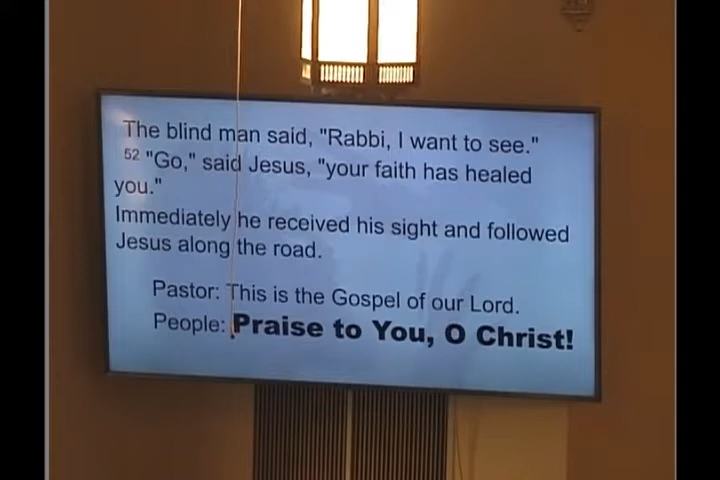 The blind man said, "Rabbi, I want to see."
52 "Go," said Jesus, "your faith has healed
you."
Immediately he received his sight and followed
Jesus along the road.
Pastor: This is the Gospel of our Lord.
People: Praise to You, O Christ!